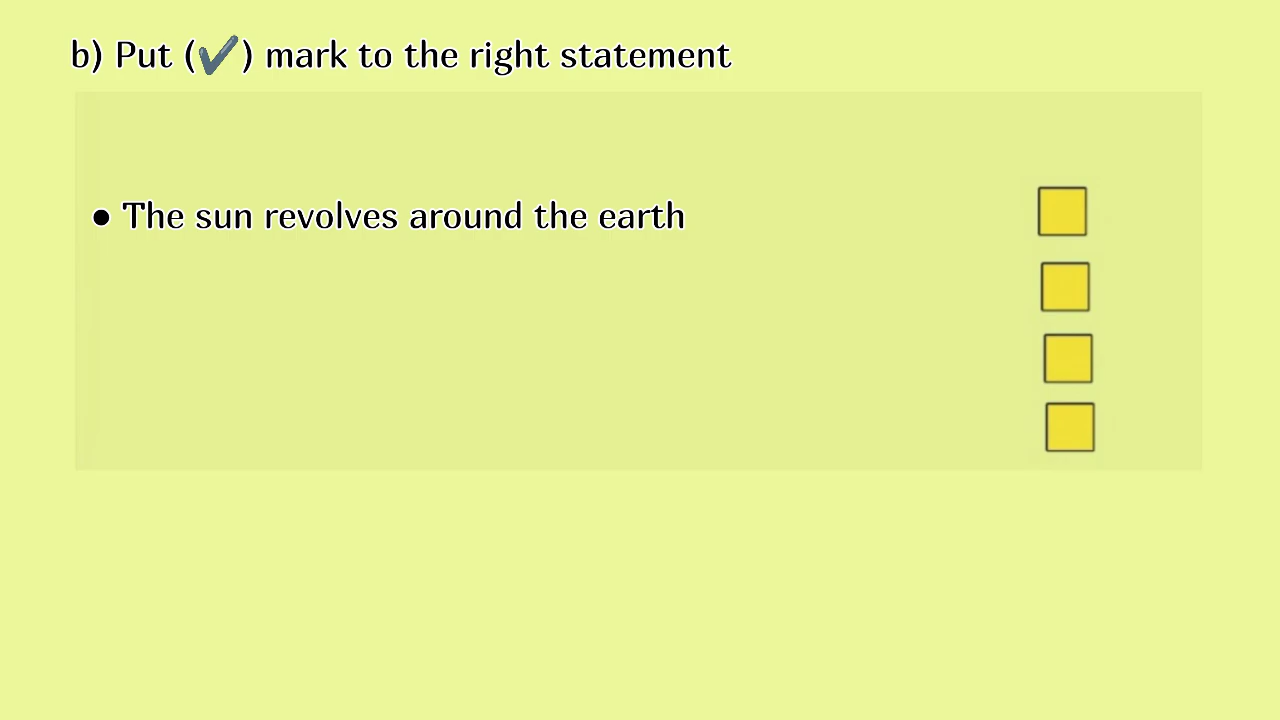 b) Put (✔) mark to the right statement
● The sun revolves around the earth